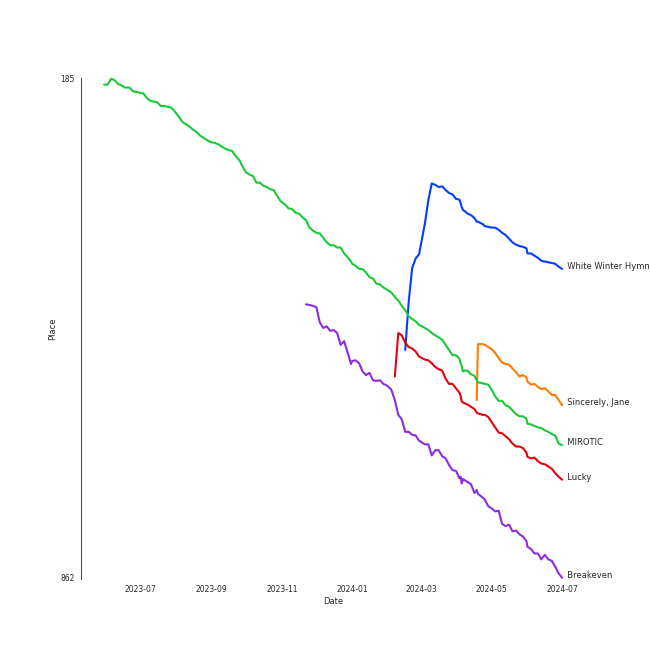 185
White Winter Hymn
Place
Sincerely, Jane
MIROTIC
Lucky
Breakeven
862
2023-07
2023-09
2023-11
2024-01
2024-03
2024-05
2024-07
Date